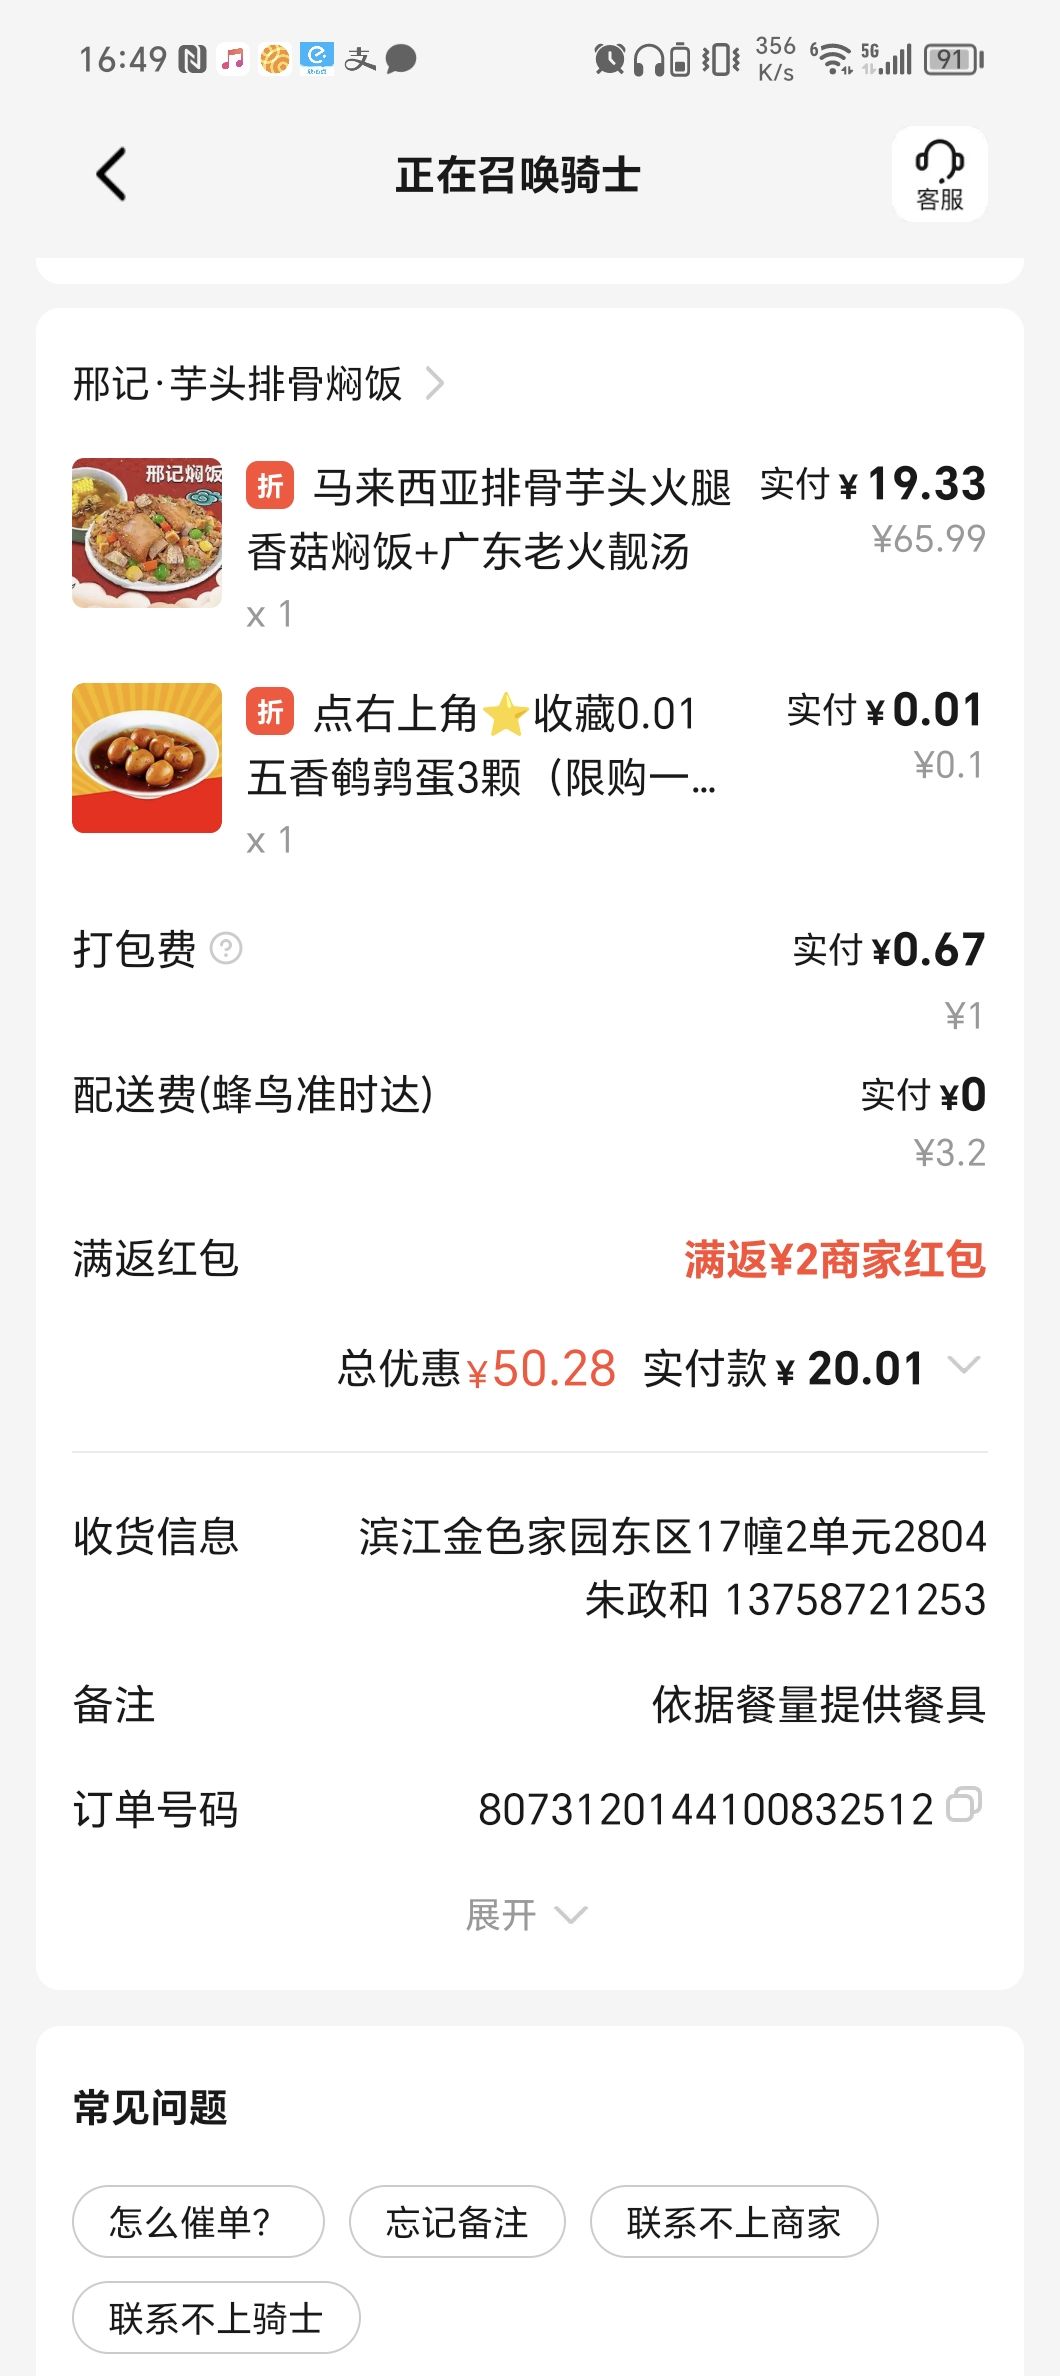 16:49
356
K/s
6
5G
91
正在召唤骑士
客服
邢记·芋头排骨焖饭
邢记焖饭
折 马来西亚排骨芋头火腿 实付¥19.33
香菇焖饭+广东老火靓汤 ¥65.99
x 1
折 点右上角⭐收藏0.01 实付¥0.01
五香鹌鹑蛋3颗（限购一... ¥0.1
x 1
打包费 ? 实付¥0.67
¥1
配送费(蜂鸟准时达) 实付¥0
¥3.2
满返红包 满返¥2商家红包
总优惠¥50.28 实付款¥ 20.01
收货信息 滨江金色家园东区17幢2单元2804
朱政和 13758721253
备注 依据餐量提供餐具
订单号码 8073120144100832512
展开
常见问题
怎么催单? 忘记备注 联系不上商家
联系不上骑士